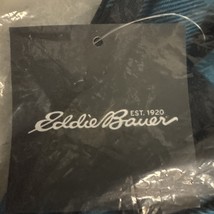 EST. 1920
Eddie Bauer